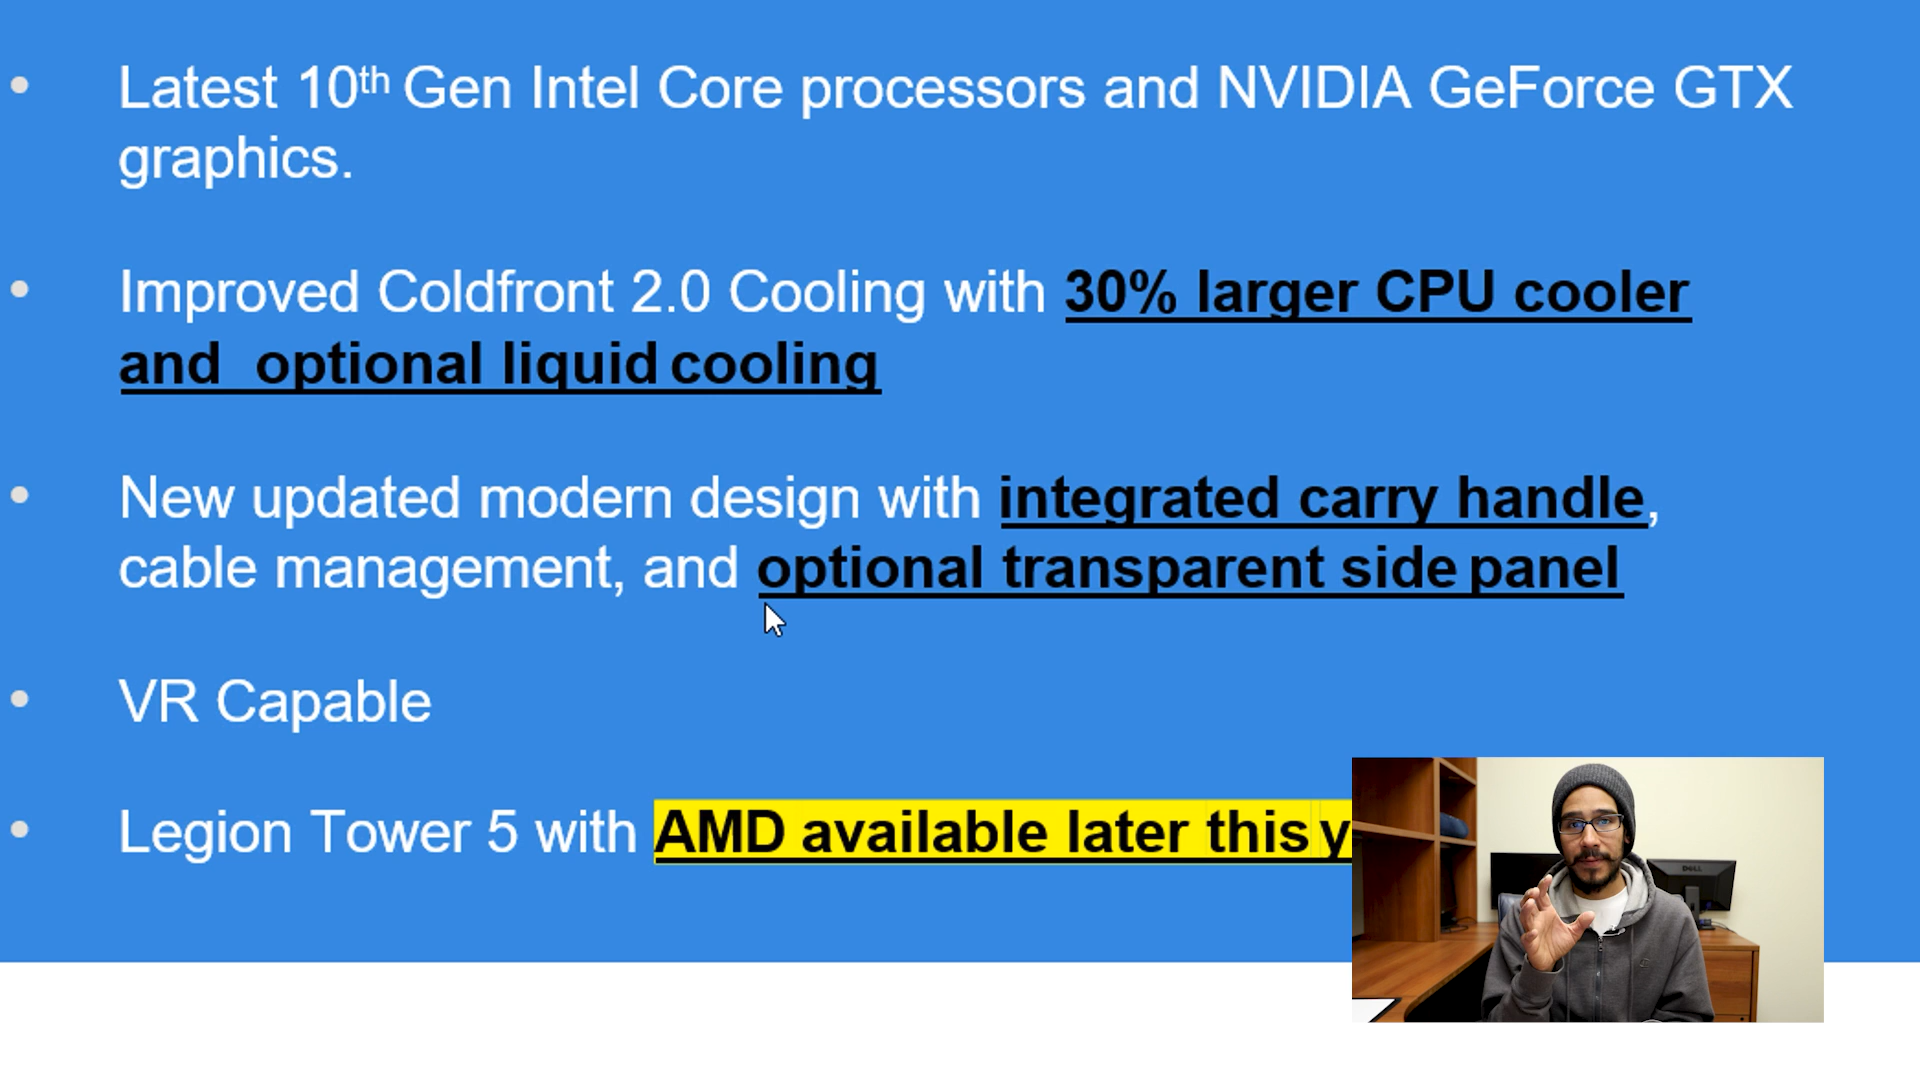 • Latest 10th Gen Intel Core processors and NVIDIA GeForce GTX
graphics.
• Improved Coldfront 2.0 Cooling with 30% larger CPU cooler
and optional liquid cooling
• New updated modern design with integrated carry handle,
cable management, and optional transparent side panel
• VR Capable
• Legion Tower 5 with AMD available later this y
DELL